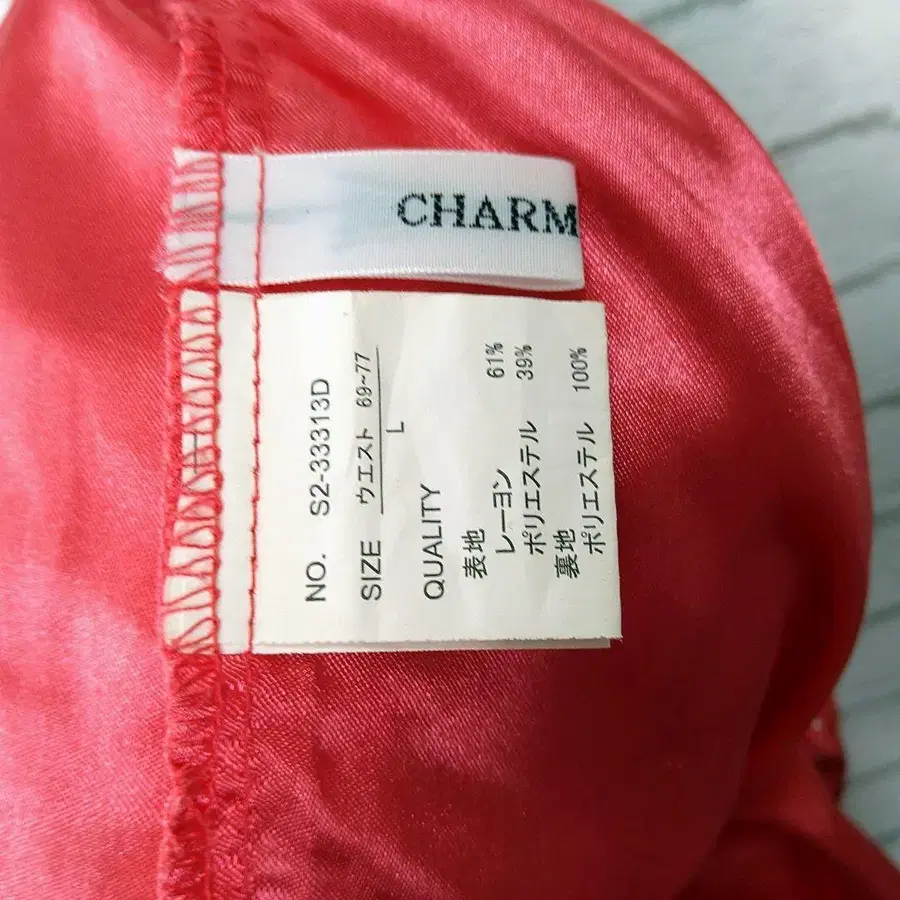 CHARM
NO. S2-33313D
SIZE ウエスト 69~77
L
QUALITY
表地
レーヨン 61%
ポリエステル 39%
裏地
ポリエステル 100%